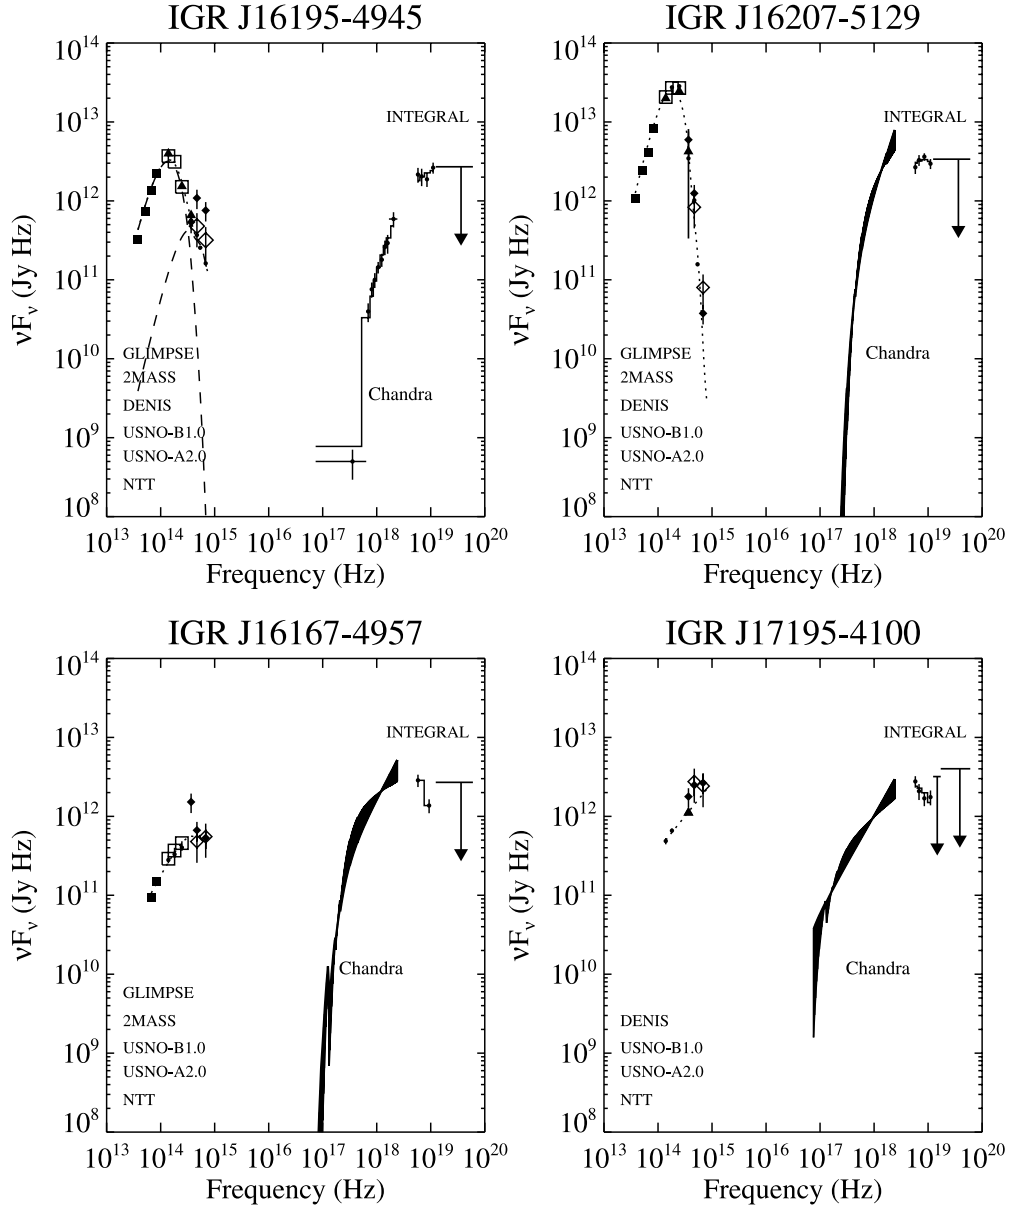 IGR J16195-4945
10^14
10^13
10^12
10^11
10^10
10^9
10^8
νF_ν (Jy Hz)
INTEGRAL
Chandra
GLIMPSE
2MASS
DENIS
USNO-B1.0
USNO-A2.0
NTT
10^13 10^14 10^15 10^16 10^17 10^18 10^19 10^20
Frequency (Hz)
IGR J16207-5129
10^14
10^13
10^12
10^11
10^10
10^9
10^8
νF_ν (Jy Hz)
INTEGRAL
Chandra
GLIMPSE
2MASS
DENIS
USNO-B1.0
USNO-A2.0
NTT
10^13 10^14 10^15 10^16 10^17 10^18 10^19 10^20
Frequency (Hz)
IGR J16167-4957
10^14
10^13
10^12
10^11
10^10
10^9
10^8
νF_ν (Jy Hz)
INTEGRAL
Chandra
GLIMPSE
2MASS
USNO-B1.0
USNO-A2.0
NTT
10^13 10^14 10^15 10^16 10^17 10^18 10^19 10^20
Frequency (Hz)
IGR J17195-4100
10^14
10^13
10^12
10^11
10^10
10^9
10^8
νF_ν (Jy Hz)
INTEGRAL
Chandra
DENIS
USNO-B1.0
USNO-A2.0
NTT
10^13 10^14 10^15 10^16 10^17 10^18 10^19 10^20
Frequency (Hz)